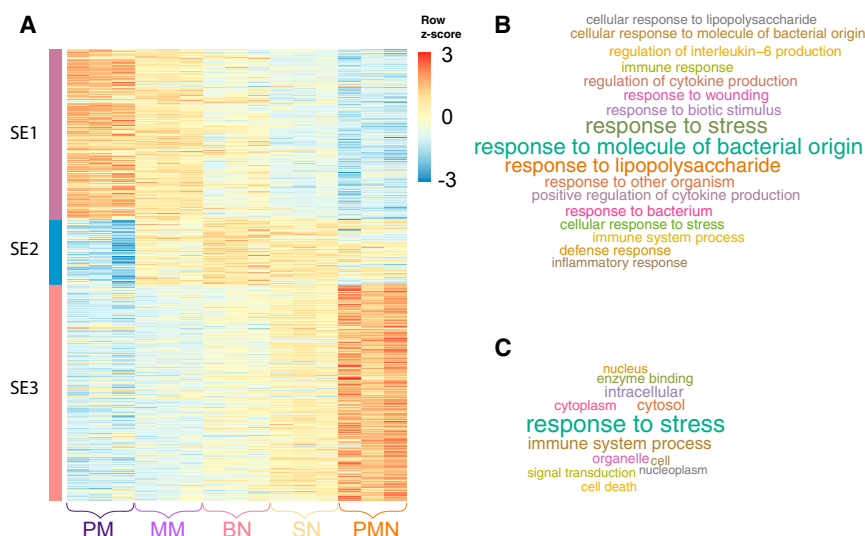 A
Row
z-score
3
0
-3
SE1
SE2
SE3
PM
MM
BN
SN
PMN
B
cellular response to lipopolysaccharide
cellular response to molecule of bacterial origin
regulation of interleukin−6 production
immune response
regulation of cytokine production
response to wounding
response to biotic stimulus
response to stress
response to molecule of bacterial origin
response to lipopolysaccharide
response to other organism
positive regulation of cytokine production
response to bacterium
cellular response to stress
immune system process
defense response
inflammatory response
C
nucleus
enzyme binding
intracellular
cytoplasm cytosol
response to stress
immune system process
organelle cell
signal transduction nucleoplasm
cell death